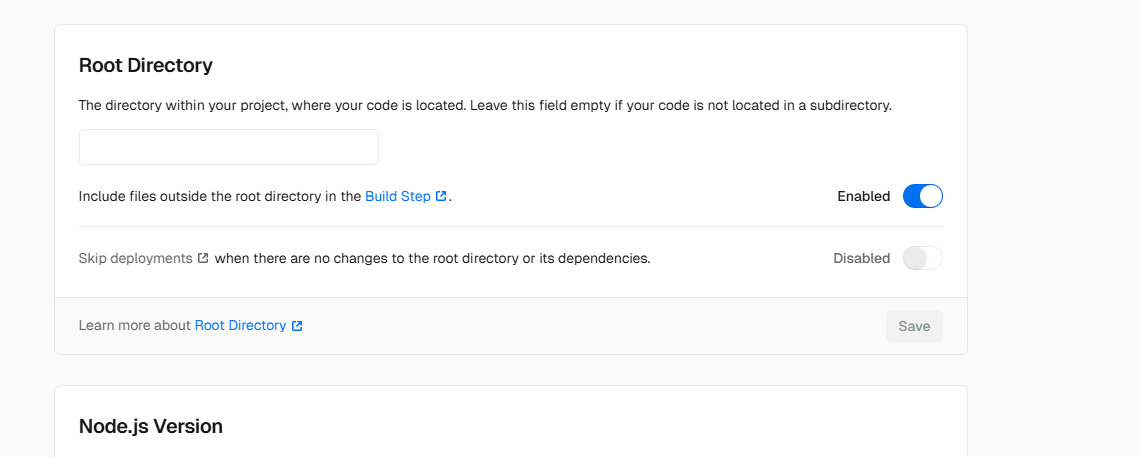 Root Directory
The directory within your project, where your code is located. Leave this field empty if your code is not located in a subdirectory.
Include files outside the root directory in the Build Step.
Enabled
Skip deployments when there are no changes to the root directory or its dependencies.
Disabled
Learn more about Root Directory
Save
Node.js Version